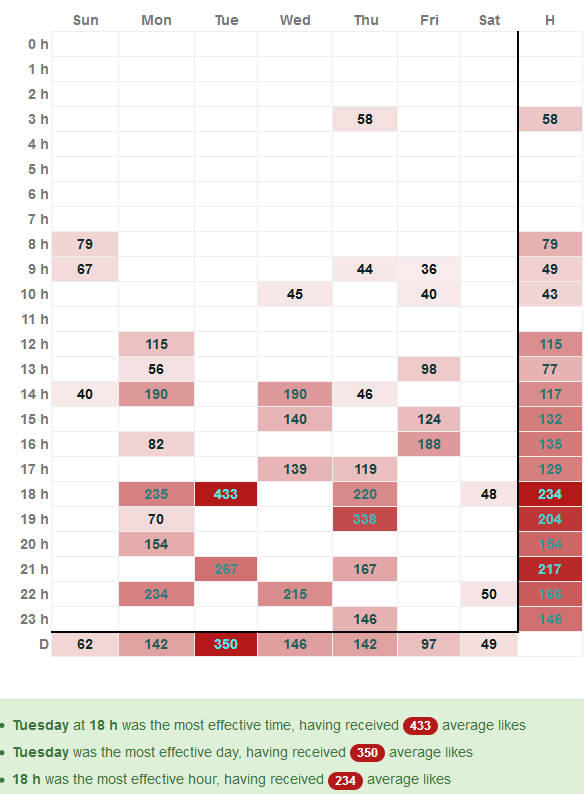 Sun Mon Tue Wed Thu Fri Sat H
0 h
1 h
2 h
3 h 58 58
4 h
5 h
6 h
7 h
8 h 79 79
9 h 67 44 36 49
10 h 45 40 43
11 h
12 h 115 115
13 h 56 98 77
14 h 40 190 190 46 117
15 h 140 124 132
16 h 82 188 135
17 h 139 119 129
18 h 235 433 220 48 234
19 h 70 338 204
20 h 154 154
21 h 267 167 217
22 h 234 215 50 166
23 h 146 146
D 62 142 350 146 142 97 49
• Tuesday at 18 h was the most effective time, having received 433 average likes
• Tuesday was the most effective day, having received 350 average likes
• 18 h was the most effective hour, having received 234 average likes